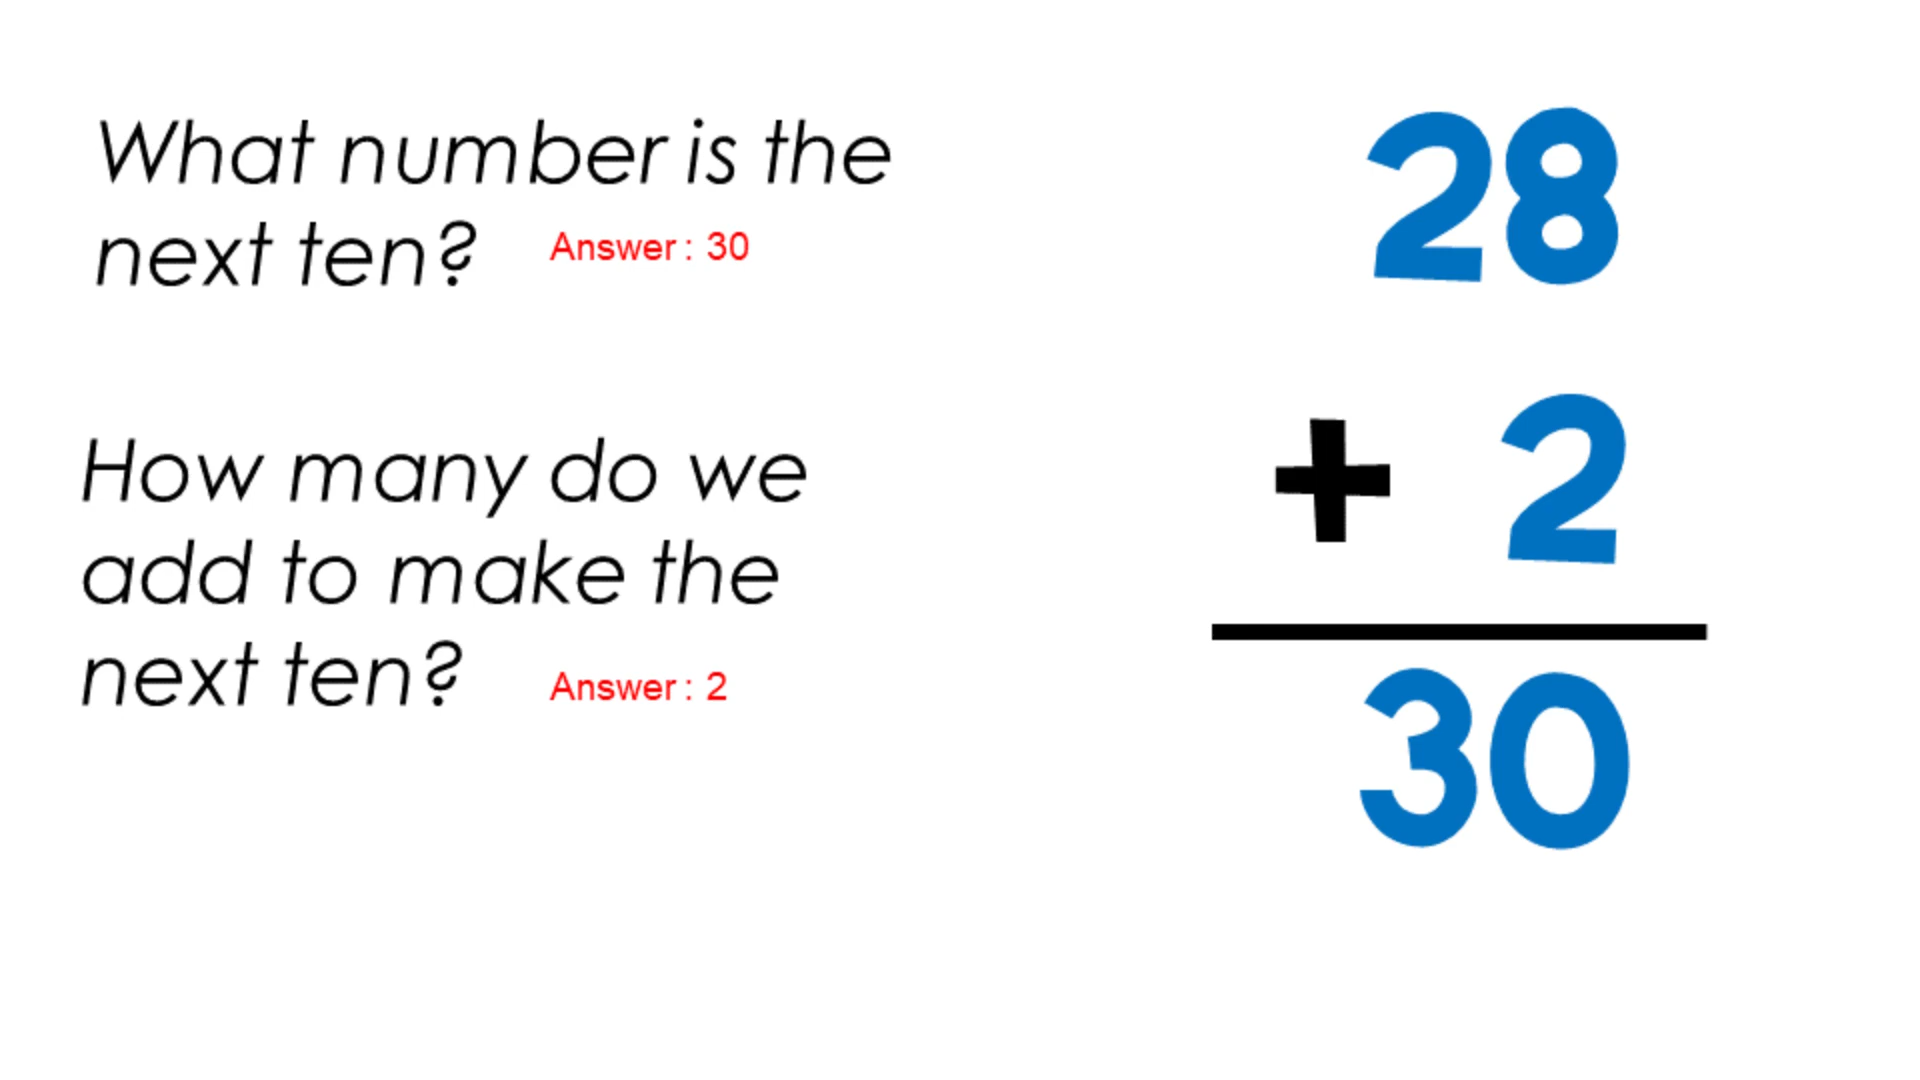 What number is the
next ten? Answer : 30
How many do we
add to make the
next ten? Answer : 2
28
+ 2
30